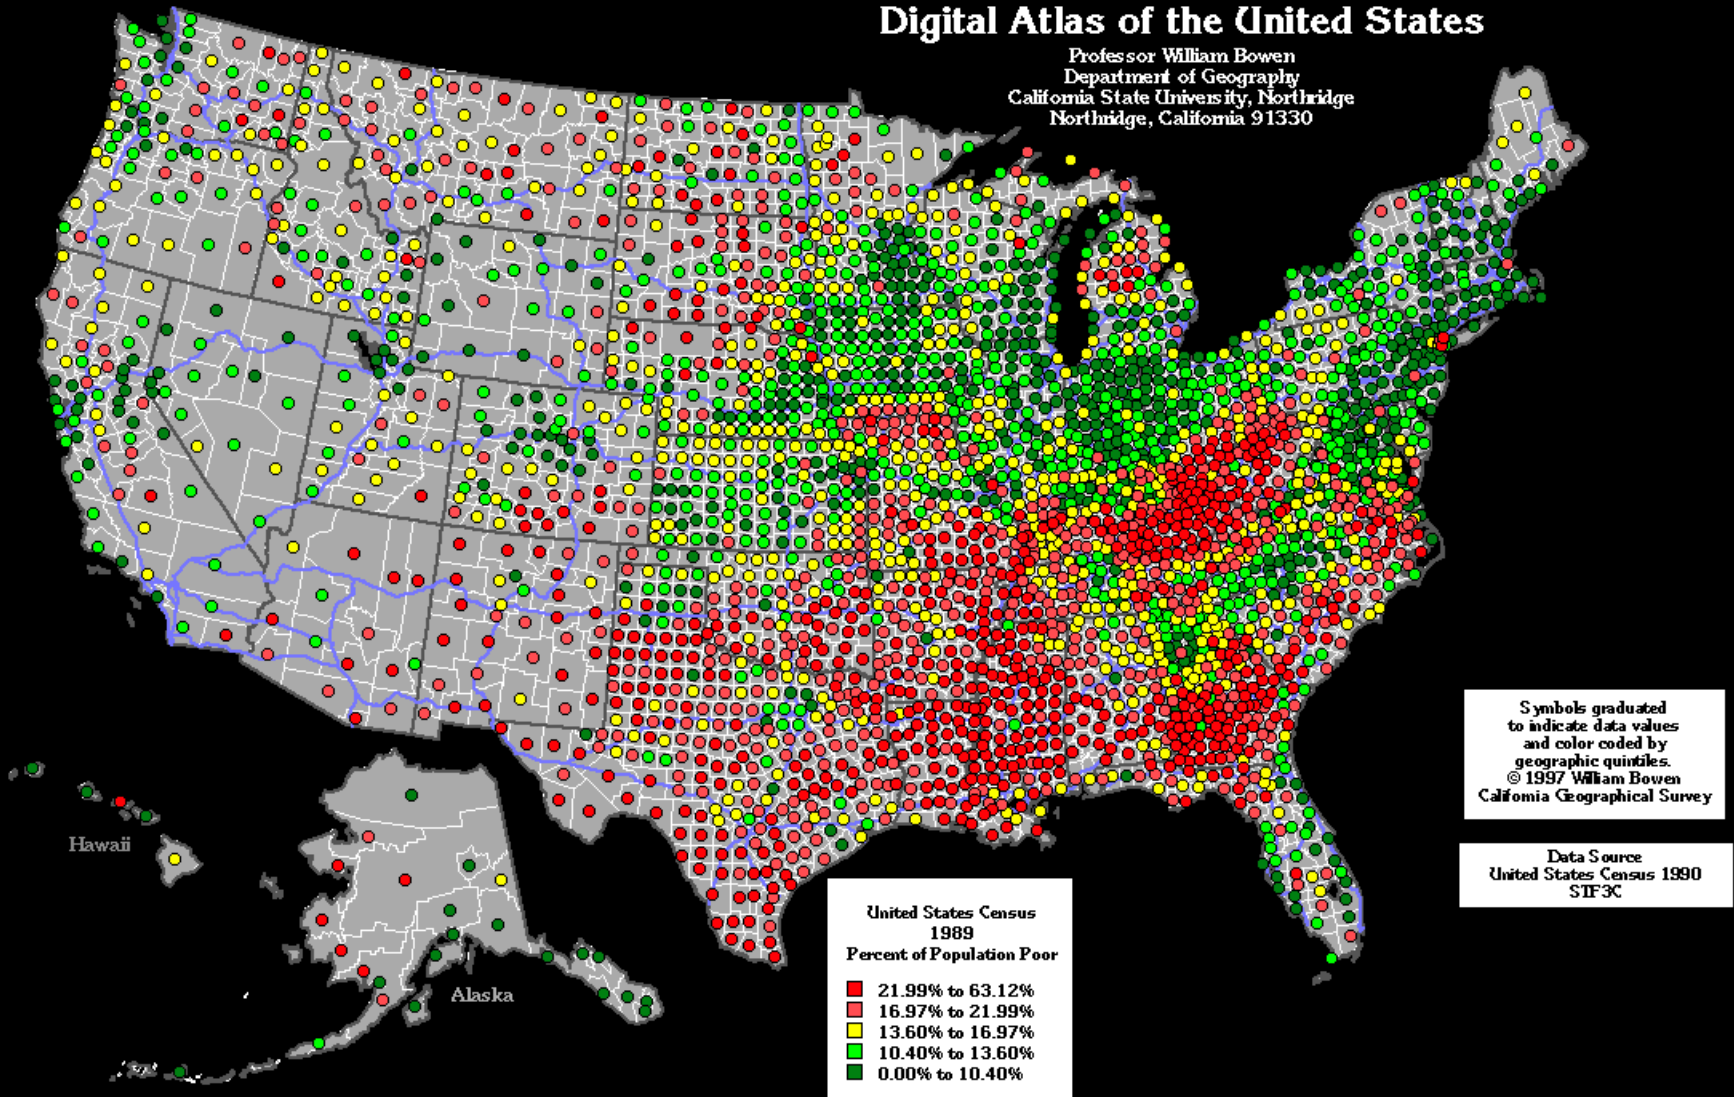 Digital Atlas of the United States
Professor William Bowen
Department of Geography
California State University, Northridge
Northridge, California 91330
Symbols graduated
to indicate data values
and color coded by
geographic quintiles.
© 1997 William Bowen
California Geographical Survey
Hawaii
Data Source
United States Census 1990
STF3C
United States Census
1989
Percent of Population Poor
21.99% to 63.12%
16.97% to 21.99%
13.60% to 16.97%
10.40% to 13.60%
0.00% to 10.40%
Alaska